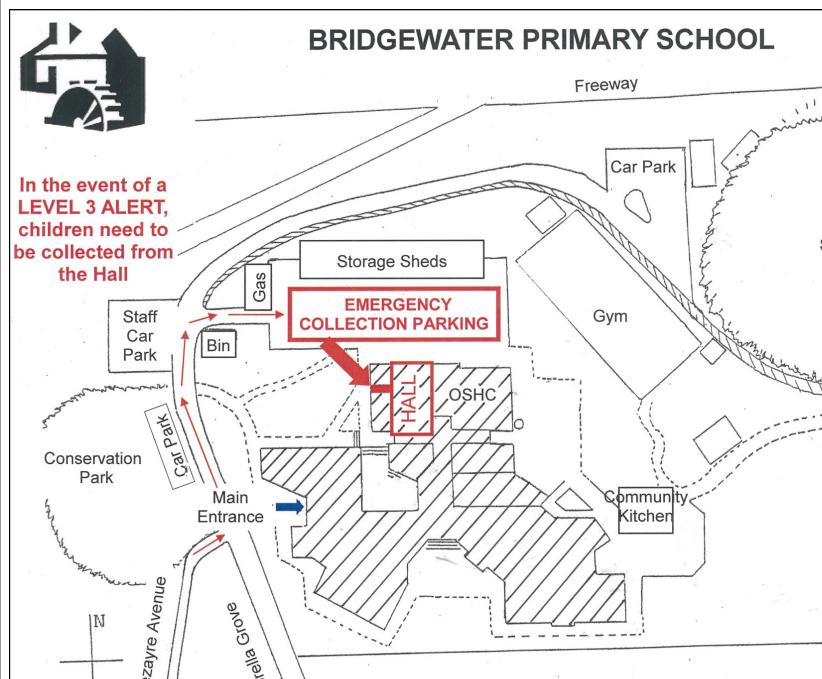 BRIDGEWATER PRIMARY SCHOOL
Freeway
In the event of a
LEVEL 3 ALERT,
children need to
be collected from
the Hall
Car Park
Storage Sheds
Gas
EMERGENCY
COLLECTION PARKING
Staff
Car
Park
Bin
Gym
HALL
OSHC
Car Park
Conservation
Park
Main
Entrance
Community
Kitchen
N
Avenue
Grove